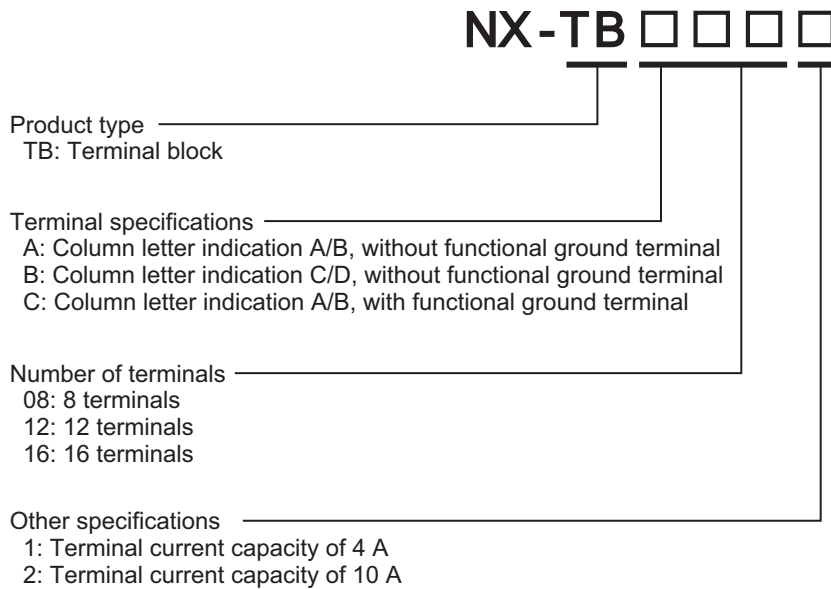 NX-TB□□□□
Product type
TB: Terminal block
Terminal specifications
A: Column letter indication A/B, without functional ground terminal
B: Column letter indication C/D, without functional ground terminal
C: Column letter indication A/B, with functional ground terminal
Number of terminals
08: 8 terminals
12: 12 terminals
16: 16 terminals
Other specifications
1: Terminal current capacity of 4 A
2: Terminal current capacity of 10 A